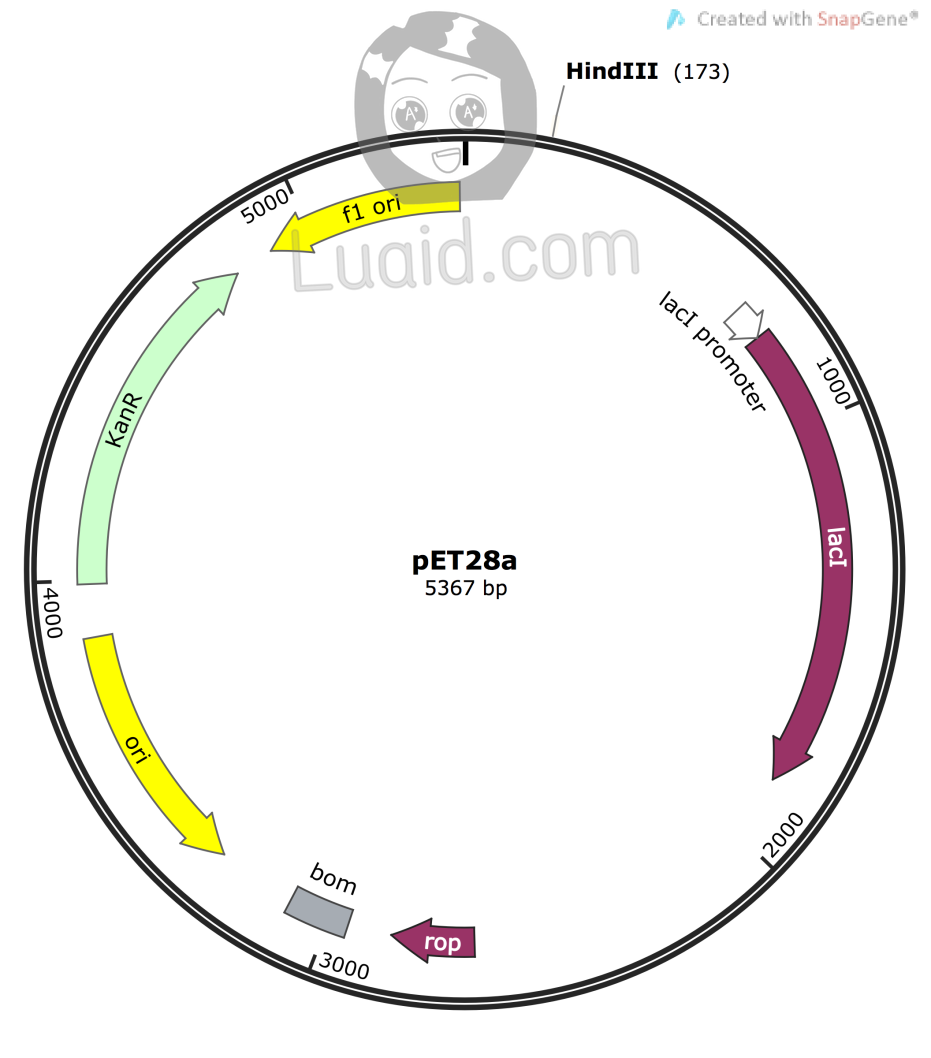 Created with SnapGene®
HindIII (173)
5000
f1 ori
Luaid.com
lacI promoter
KanR
1000
lacI
pET28a
5367 bp
4000
ori
2000
bom
rop
3000
A⁺ A⁺